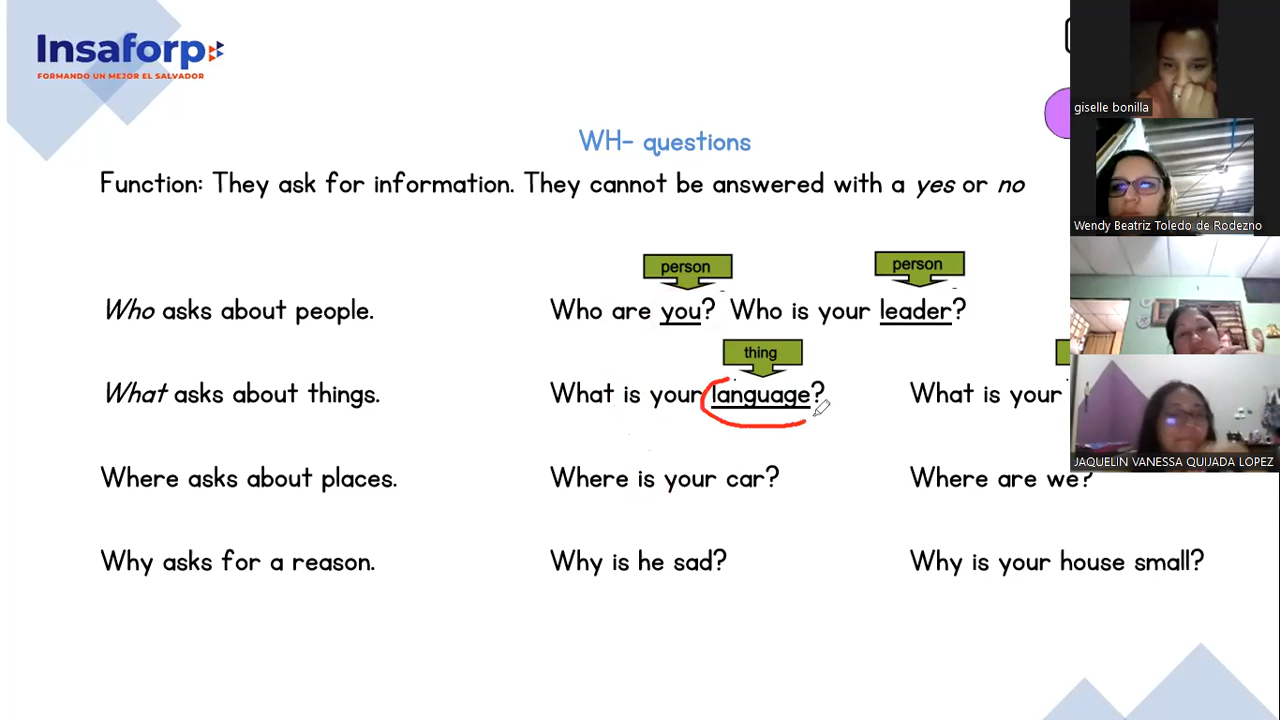 Insaforp
FORMANDO UN MEJOR EL SALVADOR
WH- questions
Function: They ask for information. They cannot be answered with a yes or no
person
person
Who asks about people.
Who are you? Who is your leader?
thing
What asks about things.
What is your language?
What is your
Where asks about places.
Where is your car?
Where are we?
Why asks for a reason.
Why is he sad?
Why is your house small?
giselle bonilla
Wendy Beatriz Toledo de Rodezno
JAQUELIN VANESSA QUIJADA LOPEZ